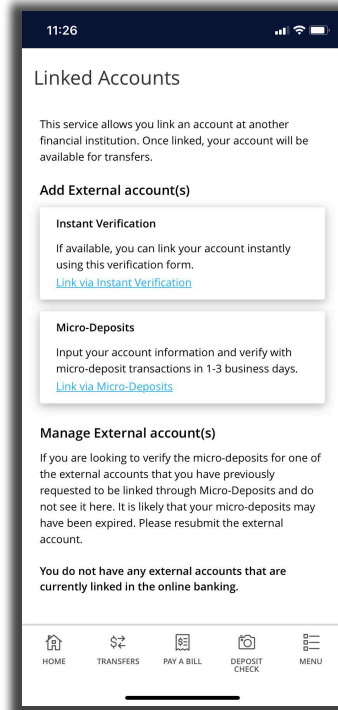 11:26
Linked Accounts
This service allows you link an account at another
financial institution. Once linked, your account will be
available for transfers.
Add External account(s)
Instant Verification
If available, you can link your account instantly
using this verification form.
Link via Instant Verification
Micro-Deposits
Input your account information and verify with
micro-deposit transactions in 1-3 business days.
Link via Micro-Deposits
Manage External account(s)
If you are looking to verify the micro-deposits for one of
the external accounts that you have previously
requested to be linked through Micro-Deposits and do
not see it here. It is likely that your micro-deposits may
have been expired. Please resubmit the external
account.
You do not have any external accounts that are
currently linked in the online banking.
HOME
TRANSFERS
PAY A BILL
DEPOSIT
CHECK
MENU